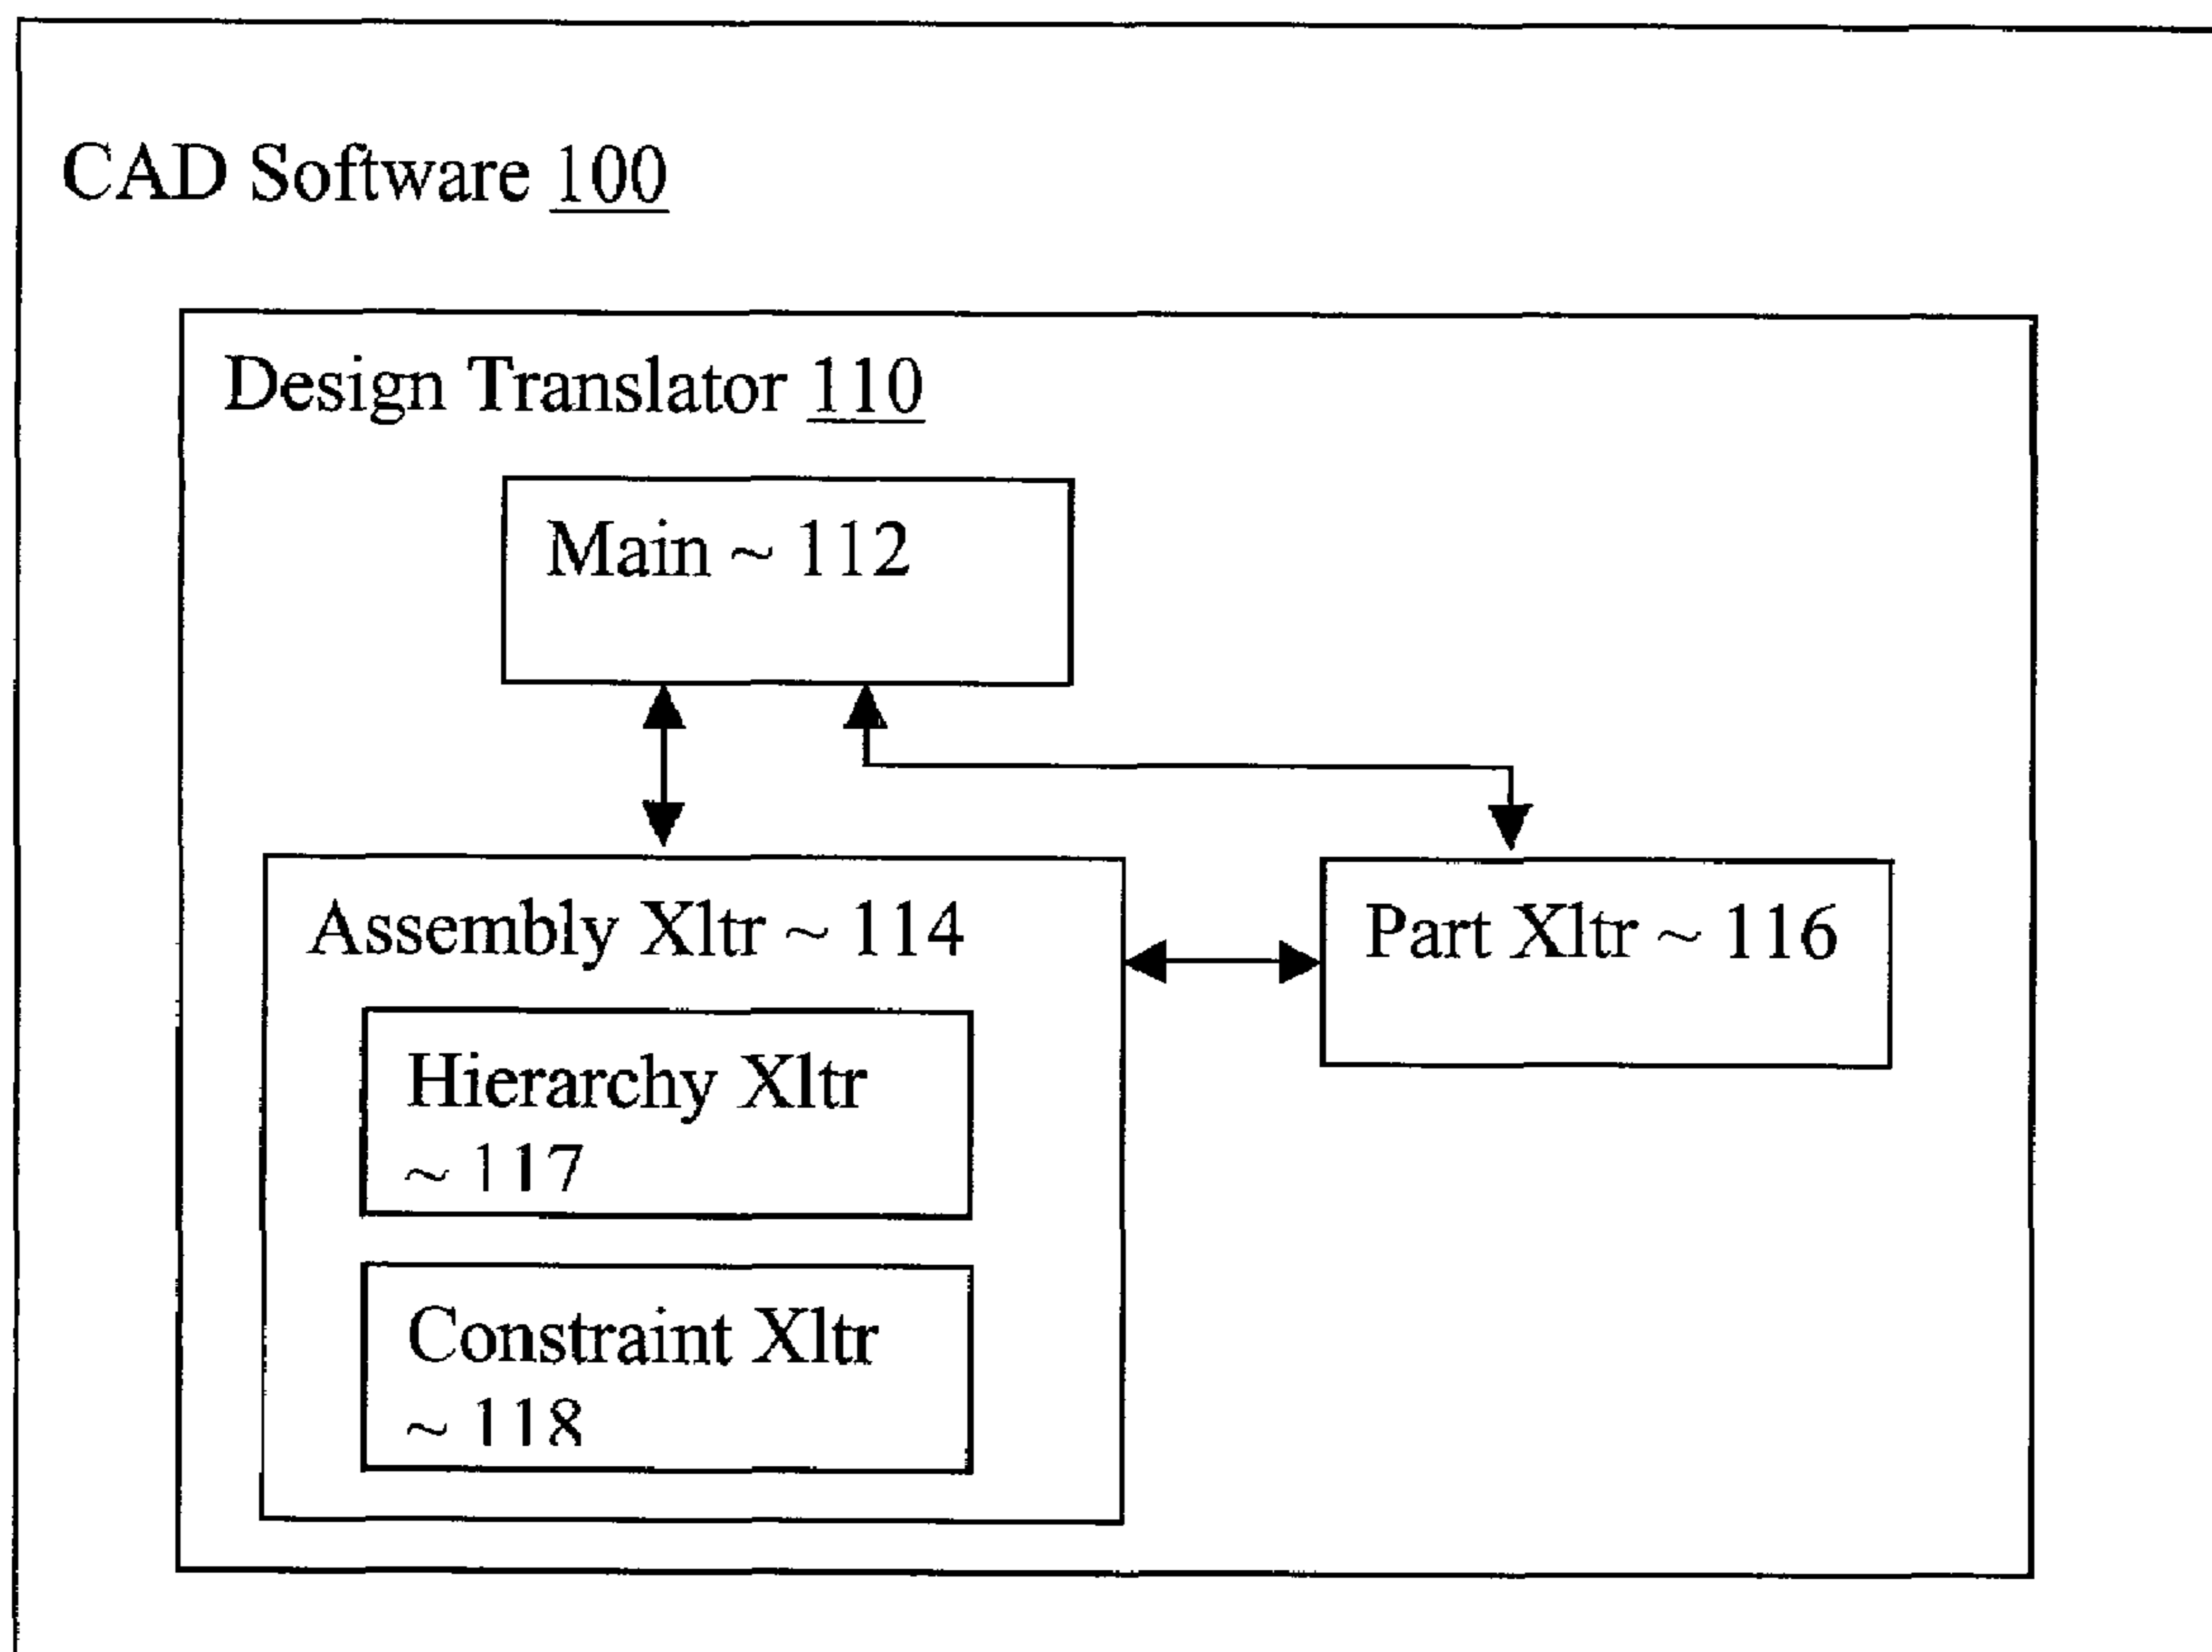 CAD Software 100
Design Translator 110
Main ~ 112
Assembly Xltr ~ 114
Part Xltr ~ 116
Hierarchy Xltr
~ 117
Constraint Xltr
~ 118